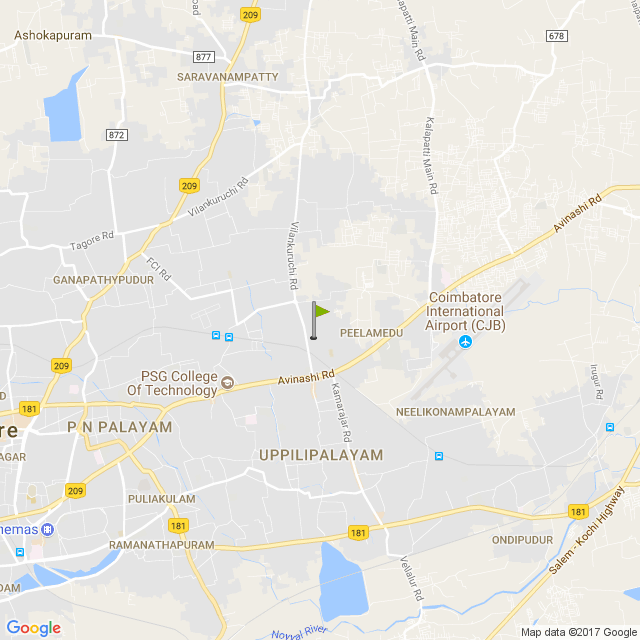 Ashokapuram
209
877
678
SARAVANAMPATTY
Kalapatti Main Rd
872
209
Vilankuruchi Rd
Avinashi Rd
Tagore Rd
FCI Rd
Vilankuruchi Rd
GANAPATHYPUDUR
Coimbatore
International
Airport (CJB)
PEELAMEDU
209
PSG College
Of Technology
Avinashi Rd
Irugur Rd
181
Kamarajar Rd
NEELIKONAMPALAYAM
P N PALAYAM
UPPILIPALAYAM
209
PULIAKULAM
181
181
181
RAMANATHAPURAM
ONDIPUDUR
Salem - Kochi Highway
Vellalur Rd
Noyyal River
Google
Map data ©2017 Google